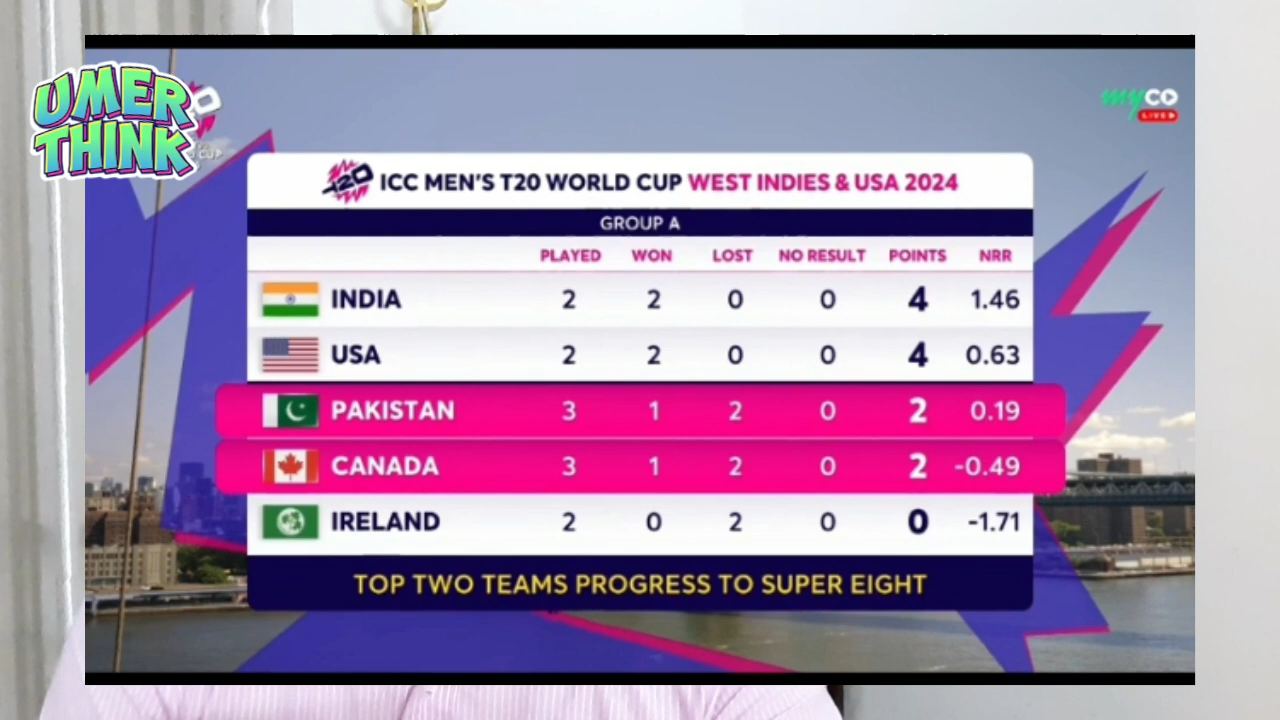 UMER
THINK
myco
LIVE
CUP
T20 ICC MEN'S T20 WORLD CUP WEST INDIES & USA 2024
GROUP A
PLAYED WON LOST NO RESULT POINTS NRR
INDIA 2 2 0 0 4 1.46
USA 2 2 0 0 4 0.63
PAKISTAN 3 1 2 0 2 0.19
CANADA 3 1 2 0 2 -0.49
IRELAND 2 0 2 0 0 -1.71
TOP TWO TEAMS PROGRESS TO SUPER EIGHT